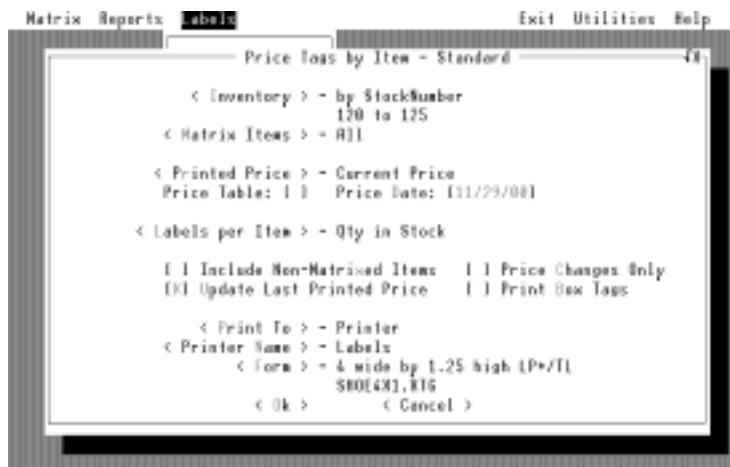 Matrix Reports Labels Exit Utilities Help
Price Tags by Item - Standard
< Inventory > - by StockNumber
120 to 125
< Matrix Items > - All
< Printed Price > - Current Price
Price Table: [ ] Price Date: [11/29/00]
< Labels per Item > - Qty in Stock
[ ] Include Non-Matrixed Items [ ] Price Changes Only
[X] Update Last Printed Price [ ] Print Box Tags
< Print To > - Printer
< Printer Name > - Labels
< Form > - 4 wide by 1.25 high LP+/TL
SHOE4X1.RTG
< Ok > < Cancel >